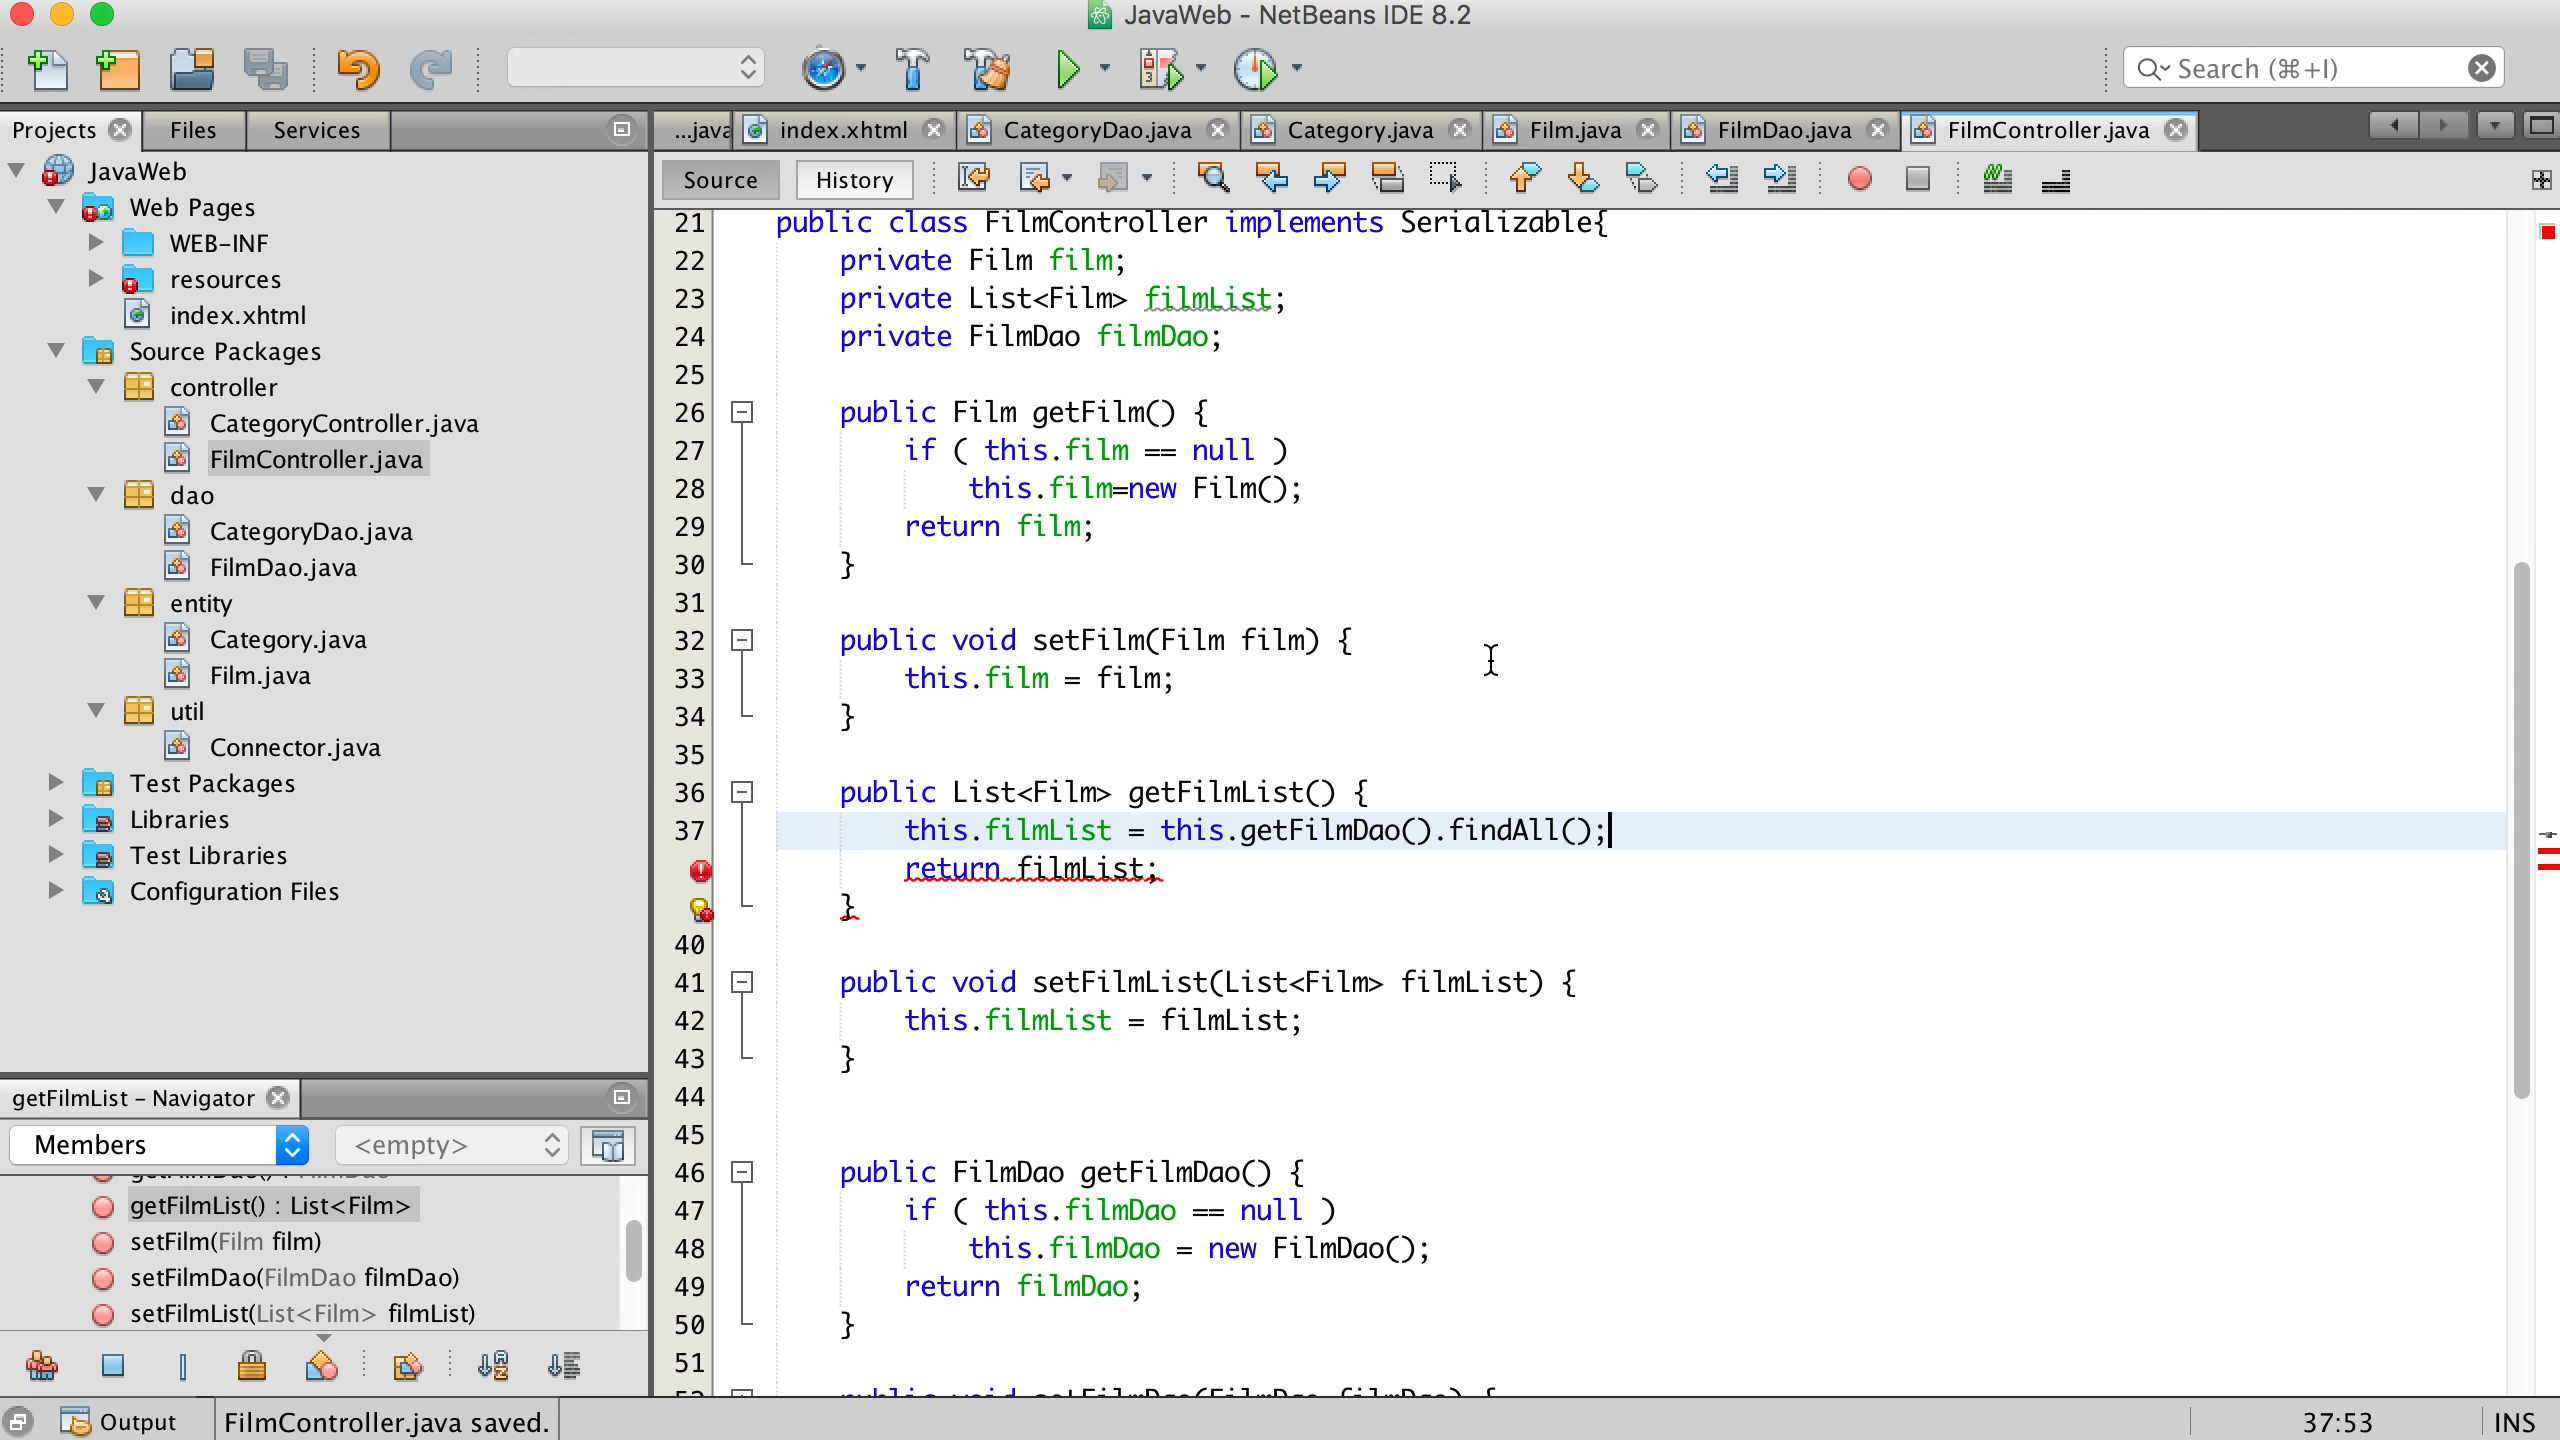 JavaWeb - NetBeans IDE 8.2
Search (⌘+I)
Projects
Files
Services
...java
index.xhtml
CategoryDao.java
Category.java
Film.java
FilmDao.java
FilmController.java
Source
History
JavaWeb
Web Pages
WEB-INF
resources
index.xhtml
Source Packages
controller
CategoryController.java
FilmController.java
dao
CategoryDao.java
FilmDao.java
entity
Category.java
Film.java
util
Connector.java
Test Packages
Libraries
Test Libraries
Configuration Files
21 public class FilmController implements Serializable{
22 private Film film;
23 private List<Film> filmList;
24 private FilmDao filmDao;
25
26 public Film getFilm() {
27 if ( this.film == null )
28 this.film=new Film();
29 return film;
30 }
31
32 public void setFilm(Film film) {
33 this.film = film;
34 }
35
36 public List<Film> getFilmList() {
37 this.filmList = this.getFilmDao().findAll();
return filmList;
}
40
41 public void setFilmList(List<Film> filmList) {
42 this.filmList = filmList;
43 }
44
45
46 public FilmDao getFilmDao() {
47 if ( this.filmDao == null )
48 this.filmDao = new FilmDao();
49 return filmDao;
50 }
51
getFilmList - Navigator
Members
<empty>
getFilmList() : List<Film>
setFilm(Film film)
setFilmDao(FilmDao filmDao)
setFilmList(List<Film> filmList)
Output
FilmController.java saved.
37:53
INS